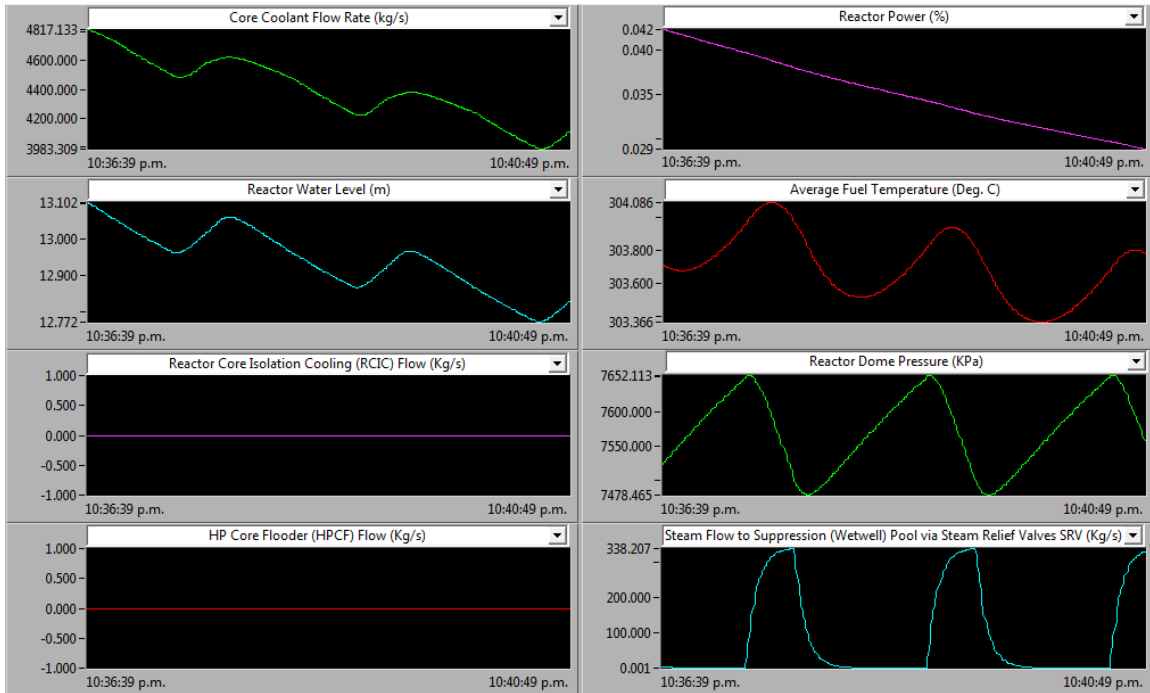 Core Coolant Flow Rate (kg/s)
4817.133
4600.000
4400.000
4200.000
3983.309
10:36:39 p.m.
10:40:49 p.m.
Reactor Power (%)
0.042
0.040
0.035
0.029
10:36:39 p.m.
10:40:49 p.m.
Reactor Water Level (m)
13.102
13.000
12.900
12.772
10:36:39 p.m.
10:40:49 p.m.
Average Fuel Temperature (Deg. C)
304.086
303.800
303.600
303.366
10:36:39 p.m.
10:40:49 p.m.
Reactor Core Isolation Cooling (RCIC) Flow (Kg/s)
1.000
0.500
0.000
-0.500
-1.000
10:36:39 p.m.
10:40:49 p.m.
Reactor Dome Pressure (KPa)
7652.113
7600.000
7550.000
7478.465
10:36:39 p.m.
10:40:49 p.m.
HP Core Flooder (HPCF) Flow (Kg/s)
1.000
0.500
0.000
-0.500
-1.000
10:36:39 p.m.
10:40:49 p.m.
Steam Flow to Suppression (Wetwell) Pool via Steam Relief Valves SRV (Kg/s)
338.207
200.000
100.000
0.001
10:36:39 p.m.
10:40:49 p.m.